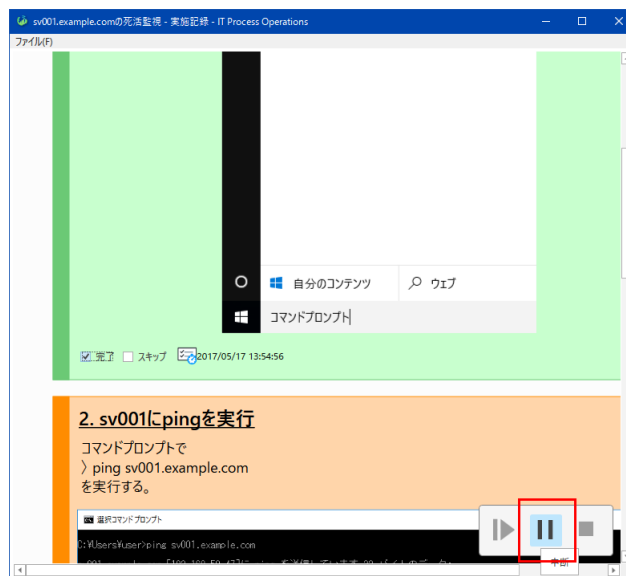 sv001.example.comの死活監視 - 実施記録 - IT Process Operations
ファイル(F)
自分のコンテンツ ウェブ
コマンドプロンプト
完了 スキップ 2017/05/17 13:54:56
2. sv001にpingを実行
コマンドプロンプトで
〉ping sv001.example.com
を実行する。
選択コマンド プロンプト
C:¥Users¥user>ping sv001.example.com
中断